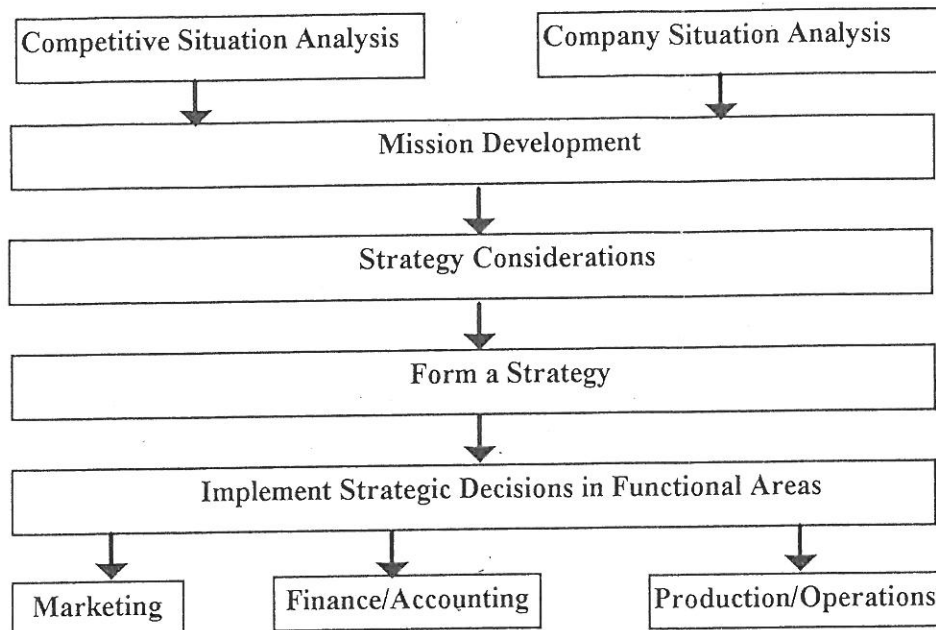 Competitive Situation Analysis
Company Situation Analysis
Mission Development
Strategy Considerations
Form a Strategy
Implement Strategic Decisions in Functional Areas
Marketing
Finance/Accounting
Production/Operations